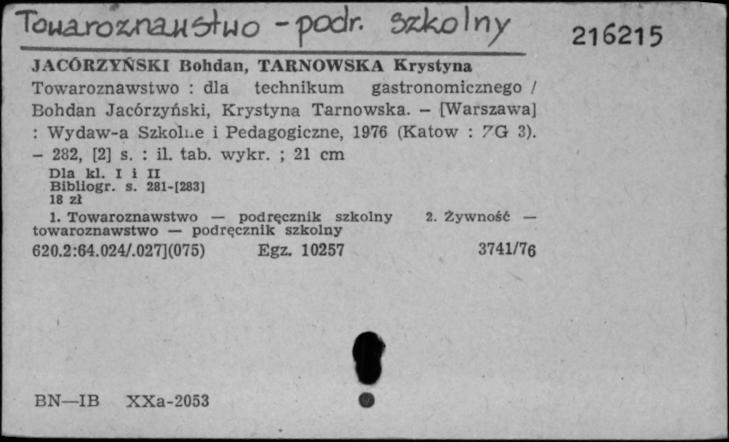 Towaroznawstwo - podr. szkolny
216215
JACÓRZYŃSKI Bohdan, TARNOWSKA Krystyna
Towaroznawstwo : dla technikum gastronomicznego /
Bohdan Jacórzyński, Krystyna Tarnowska. — [Warszawa]
: Wydaw-a Szkolne i Pedagogiczne, 1976 (Katow : ZG 3).
— 282, [2] s. : il. tab. wykr. ; 21 cm
Dla kl. I i II
Bibliogr. s. 281-[283]
18 zł
1. Towaroznawstwo — podręcznik szkolny 2. Żywność —
towaroznawstwo — podręcznik szkolny
620.2:64.024/.027](075) Egz. 10257 3741/76
BN—IB XXa-2053